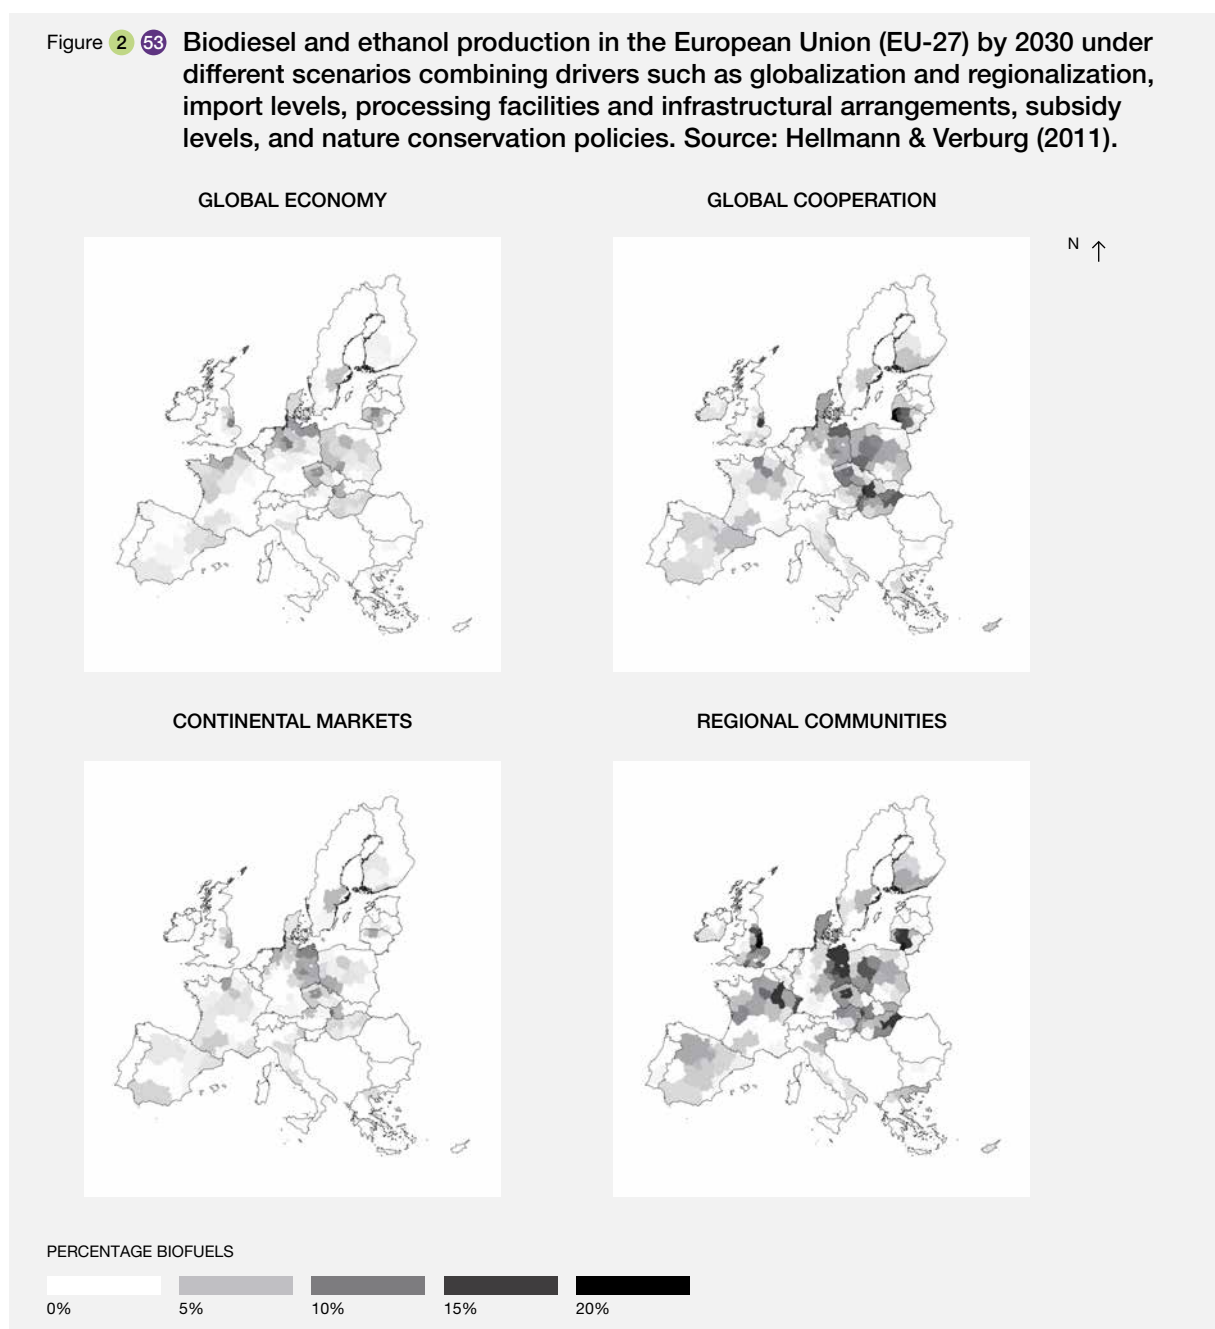 Figure 2 53 Biodiesel and ethanol production in the European Union (EU-27) by 2030 under
different scenarios combining drivers such as globalization and regionalization,
import levels, processing facilities and infrastructural arrangements, subsidy
levels, and nature conservation policies. Source: Hellmann & Verburg (2011).
GLOBAL ECONOMY
GLOBAL COOPERATION
N
CONTINENTAL MARKETS
REGIONAL COMMUNITIES
PERCENTAGE BIOFUELS
0% 5% 10% 15% 20%